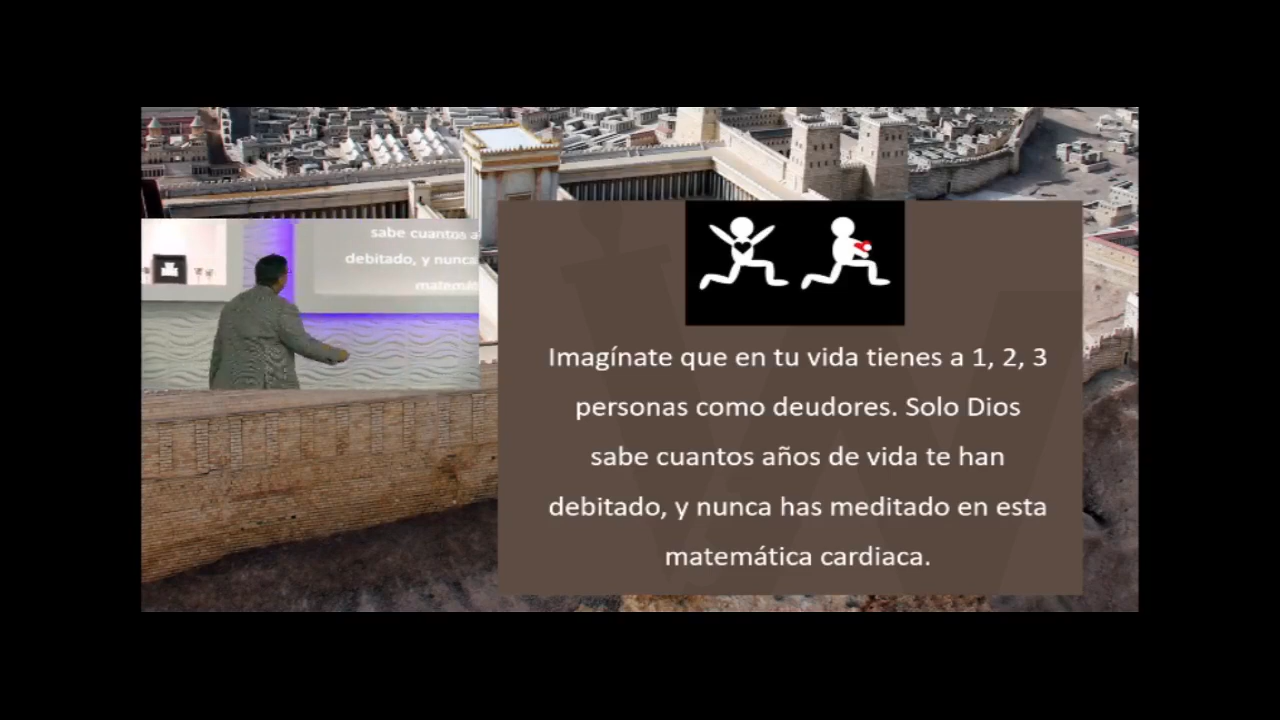 sabe cuantos a
debitado, y nunca
matemát
Imagínate que en tu vida tienes a 1, 2, 3
personas como deudores. Solo Dios
sabe cuantos años de vida te han
debitado, y nunca has meditado en esta
matemática cardiaca.